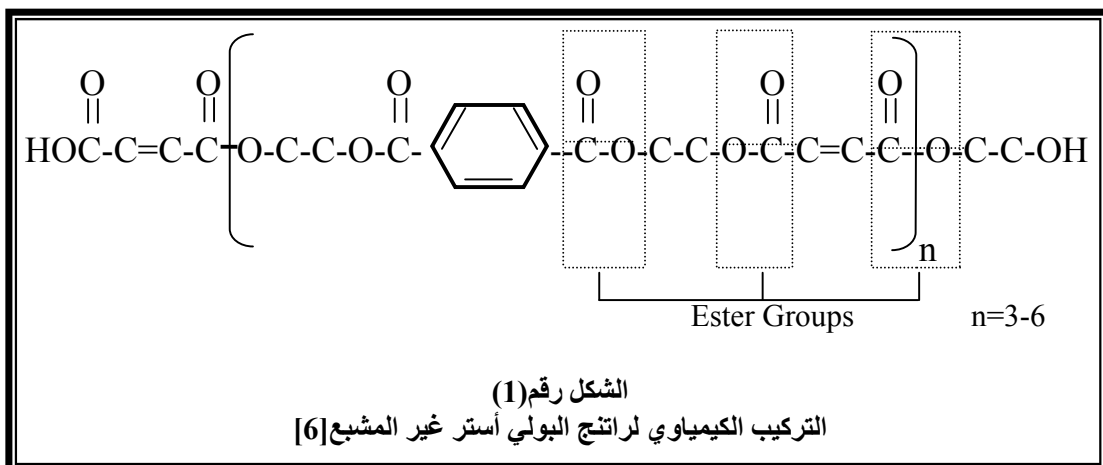 O O O O O O
HOC-C=C-C-O-C-C-O-C- -C-O-C-C-O-C-C=C-C-O-C-C-OH
n
Ester Groups n=3-6
الشكل رقم(1)
التركيب الكيمياوي لراتنج البولي أستر غير المشبع[6]